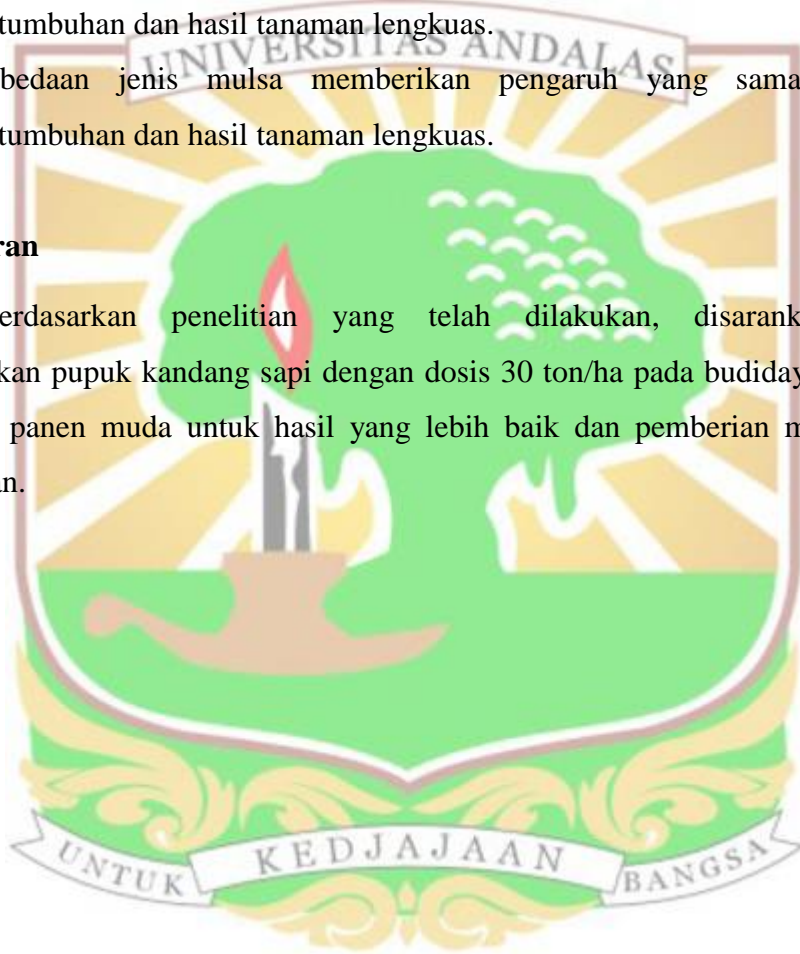 tumbuhan dan hasil tanaman lengkuas.
UNIVERSITAS ANDALAS
bedaan jenis mulsa memberikan pengaruh yang sama
tumbuhan dan hasil tanaman lengkuas.
ran
erdasarkan penelitian yang telah dilakukan, disarank
kan pupuk kandang sapi dengan dosis 30 ton/ha pada budiday
panen muda untuk hasil yang lebih baik dan pemberian m
an.
UNTUK KEDJAJAAN BANGSA